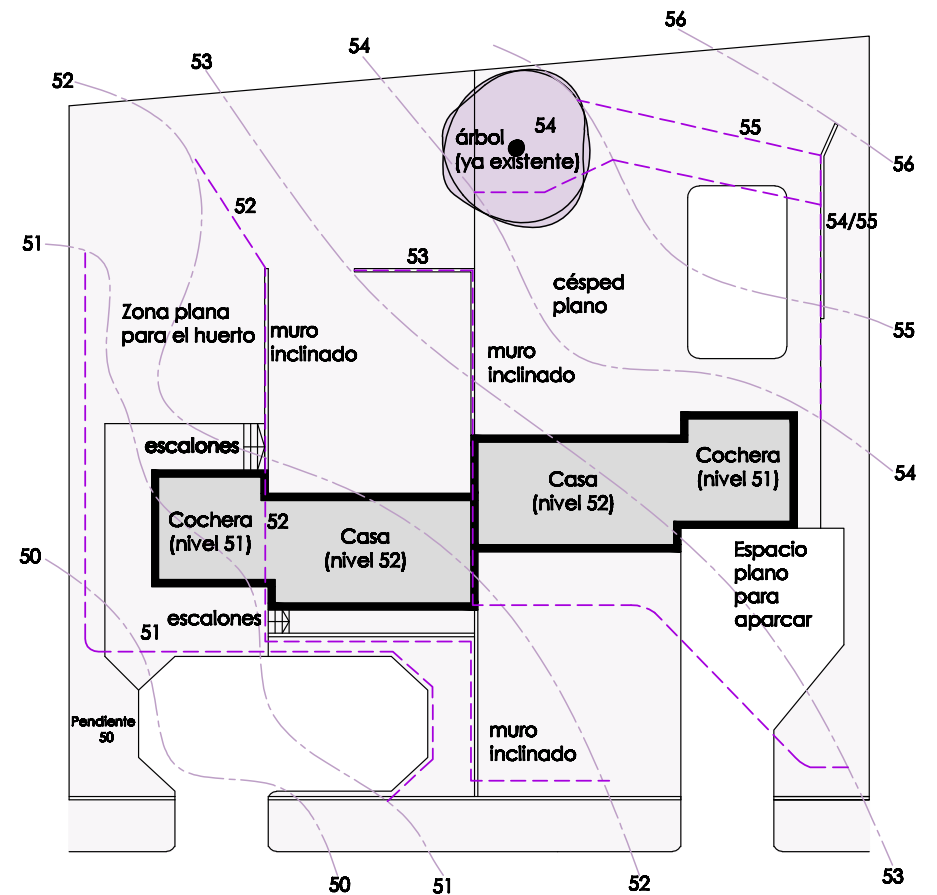 56
54
53
52
54
55
árbol
(ya existente)
56
52
54/55
51
53
césped
plano
Zona plana
para el huerto
muro
inclinado
55
muro
inclinado
escalones
Cochera
(nivel 51)
54
Casa
(nivel 52)
Cochera
(nivel 51)
52
Casa
(nivel 52)
50
Espacio
plano
para
aparcar
escalones
51
Pendiente
50
muro
inclinado
50
51
52
53